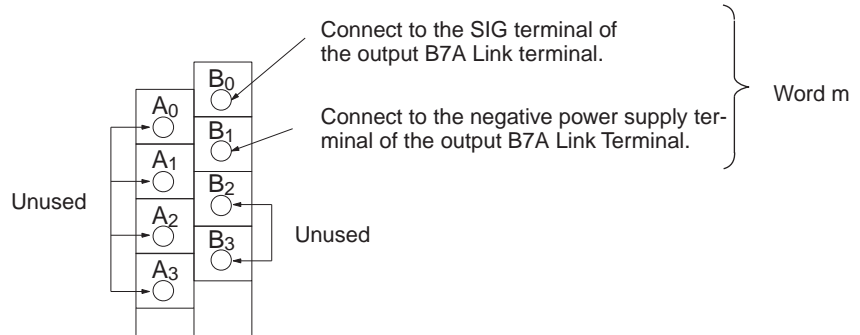 Connect to the SIG terminal of
the output B7A Link terminal.
B0
A0
Word m
Connect to the negative power supply ter-
minal of the output B7A Link Terminal.
B1
A1
B2
Unused
A2
Unused
B3
A3